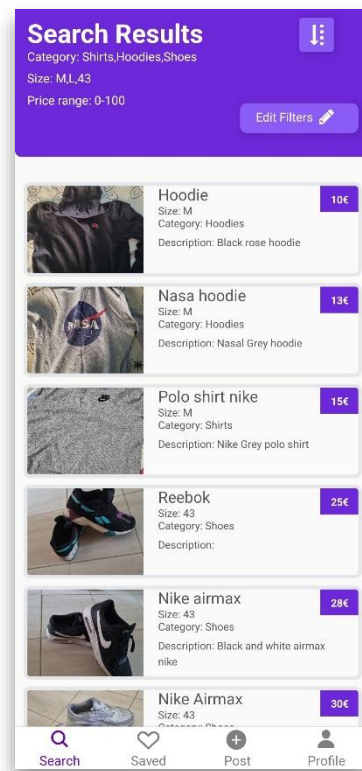 Search Results
Category: Shirts,Hoodies,Shoes
Size: M,L,43
Price range: 0-100
Edit Filters
Hoodie
10€
Size: M
Category: Hoodies
Description: Black rose hoodie
Nasa hoodie
13€
Size: M
Category: Hoodies
Description: Nasal Grey hoodie
NASA
Polo shirt nike
15€
Size: M
Category: Shirts
Description: Nike Grey polo shirt
Reebok
25€
Size: 43
Category: Shoes
Description:
Nike airmax
28€
Size: 43
Category: Shoes
Description: Black and white airmax
nike
Nike Airmax
30€
Size: 43
Category: Shoes
Search
Saved
Post
Profile